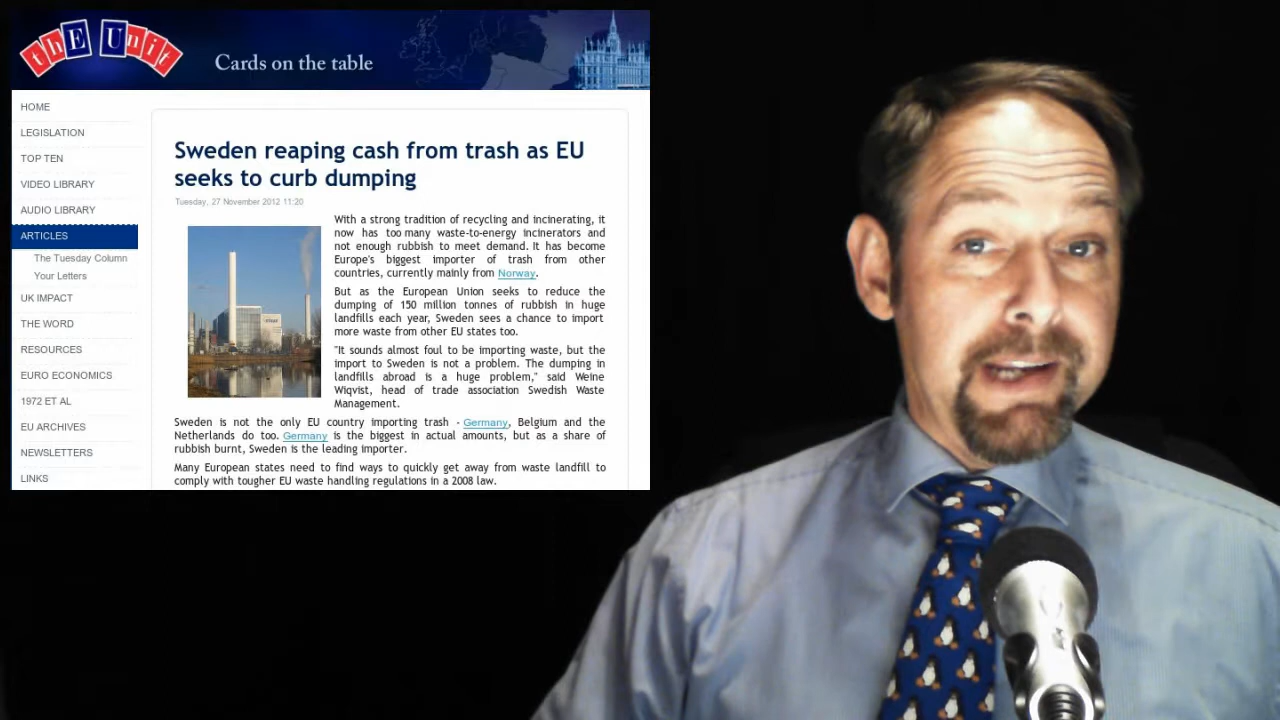 thE Unit
Cards on the table
HOME
LEGISLATION
TOP TEN
VIDEO LIBRARY
AUDIO LIBRARY
ARTICLES
The Tuesday Column
Your Letters
UK IMPACT
THE WORD
RESOURCES
EURO ECONOMICS
1972 ET AL
EU ARCHIVES
NEWSLETTERS
LINKS
Sweden reaping cash from trash as EU
seeks to curb dumping
Tuesday, 27 November 2012 11:20
With a strong tradition of recycling and incinerating, it
now has too many waste-to-energy incinerators and
not enough rubbish to meet demand. It has become
Europe's biggest importer of trash from other
countries, currently mainly from Norway.
But as the European Union seeks to reduce the
dumping of 150 million tonnes of rubbish in huge
landfills each year, Sweden sees a chance to import
more waste from other EU states too.
"It sounds almost foul to be importing waste, but the
import to Sweden is not a problem. The dumping in
landfills abroad is a huge problem," said Weine
Wiqvist, head of trade association Swedish Waste
Management.
Sweden is not the only EU country importing trash - Germany, Belgium and the
Netherlands do too. Germany is the biggest in actual amounts, but as a share of
rubbish burnt, Sweden is the leading importer.
Many European states need to find ways to quickly get away from waste landfill to
comply with tougher EU waste handling regulations in a 2008 law.